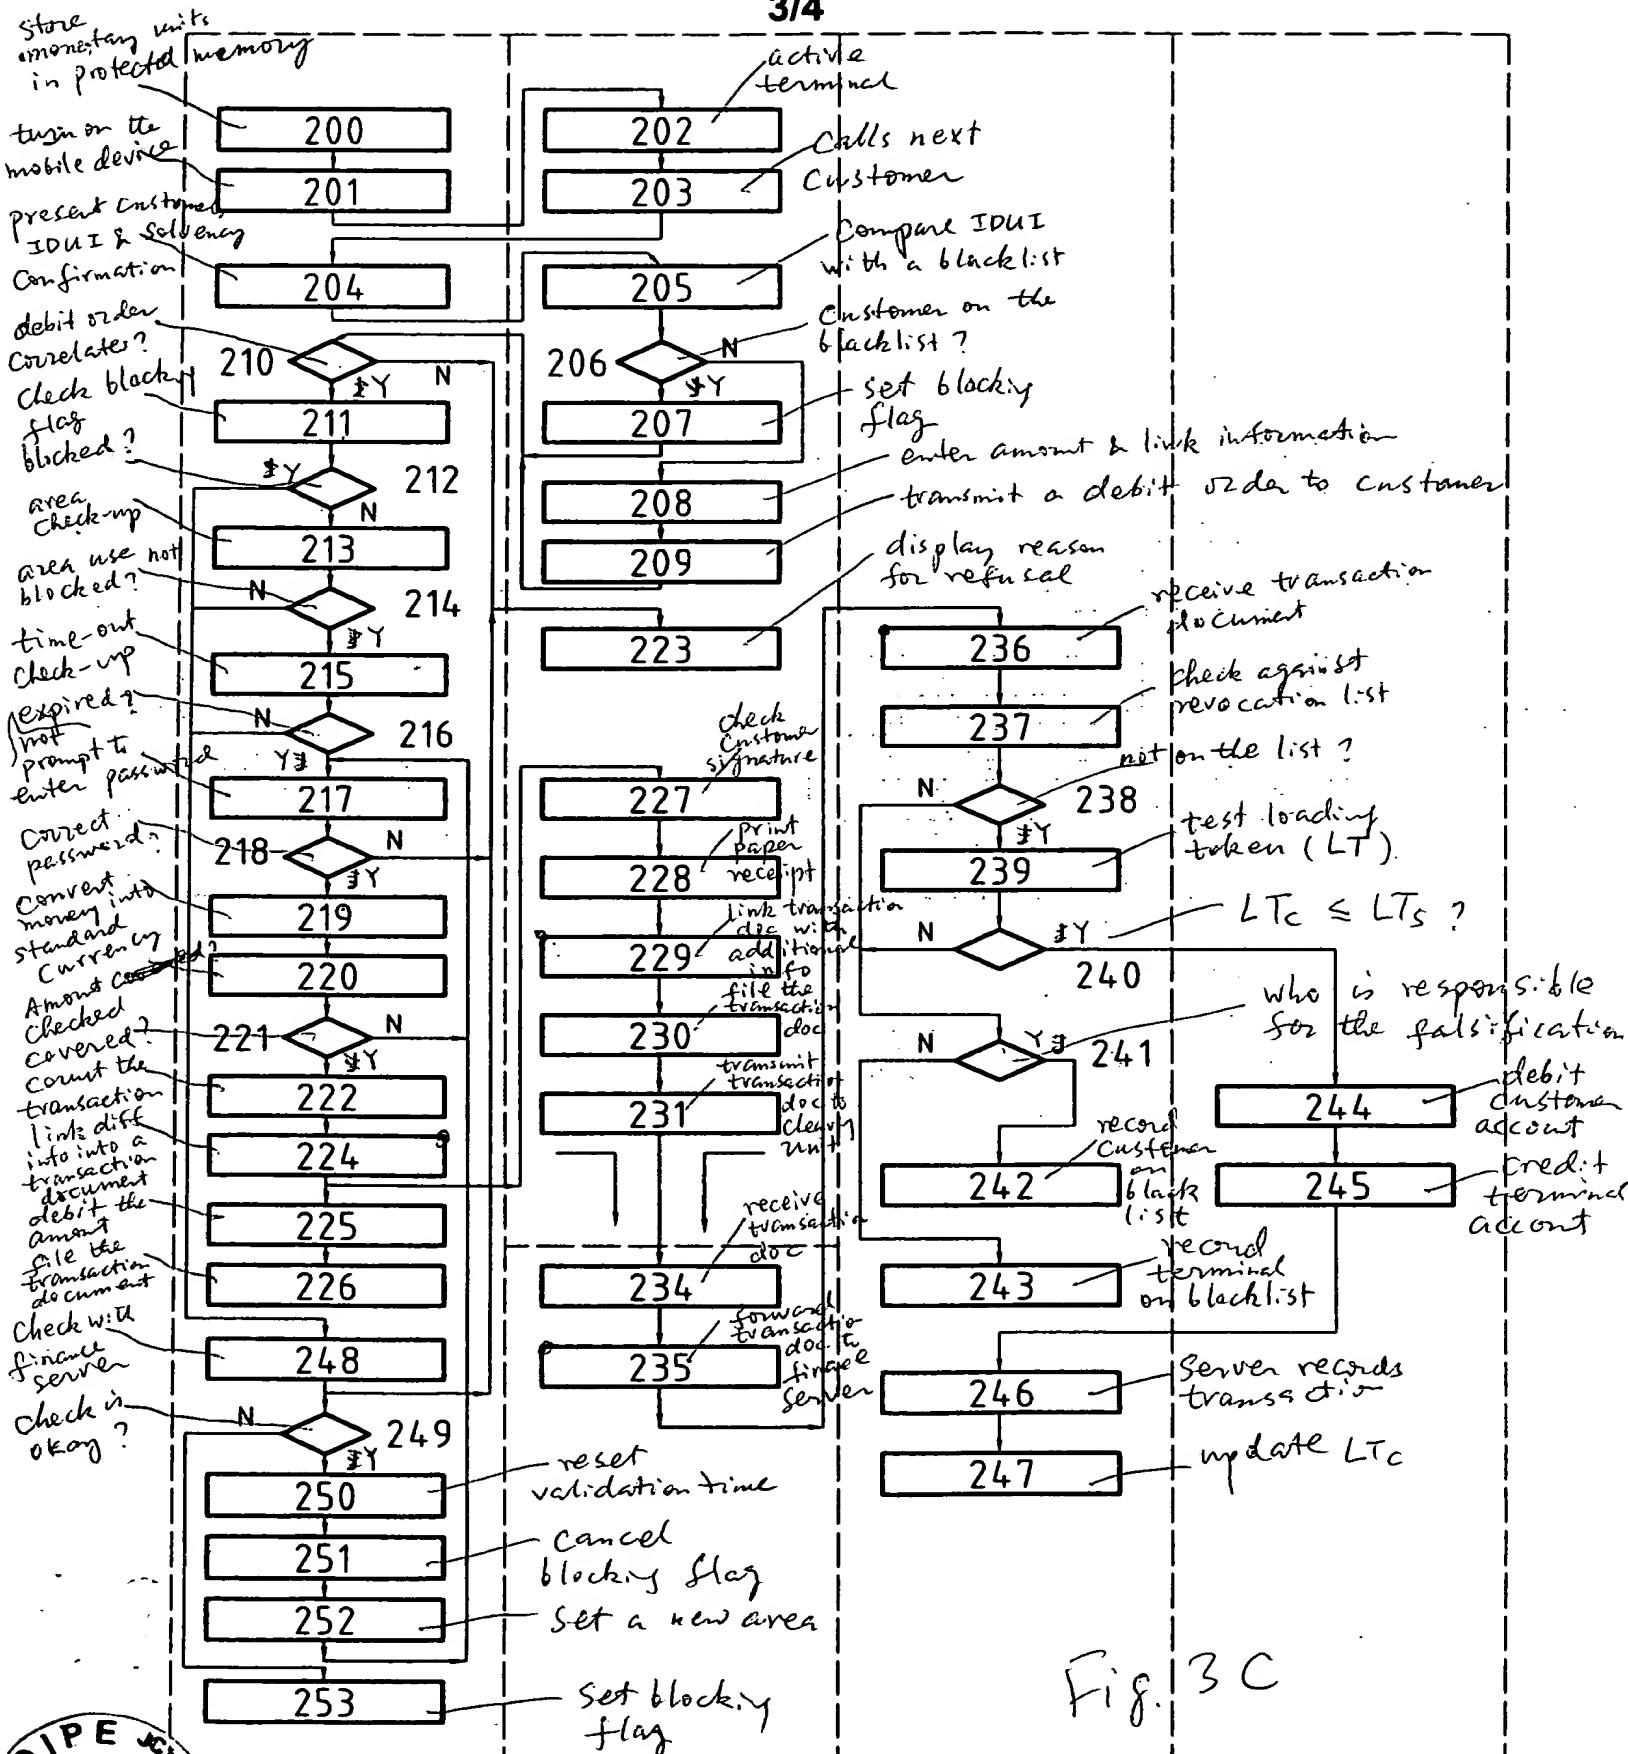 3/4
Store
monetary units
in protected memory
200
turn on the
mobile device
201
present customer
IDUI & solvency
confirmation
204
debit order
correlates?
210
N
Y
check blocking
flag
211
blocked?
Y
212
N
area
check-up
213
area use not
blocked?
N
214
Y
time-out
check-up
215
expired?
not
N
216
Y
prompt to
enter password
217
correct
password?
218
N
Y
convert
money into
standard
currency
219
Amount
checked
220
covered?
221
N
Y
count the
transaction
222
link diff
info into a
transaction
document
224
debit the
amount
225
file the
transaction
document
226
check with
finance
server
248
check is
okay?
N
249
Y
250
reset
validation time
251
cancel
blocking flag
252
set a new area
253
set blocking
flag
active
terminal
202
calls next
customer
203
compare IDUI
with a blacklist
205
customer on the
blacklist?
206
N
Y
set blocking
flag
207
enter amount & link information
208
transmit a debit order to customer
209
display reason
for refusal
223
check
customer
signature
227
print
paper
receipt
228
link transaction
doc with
additional
info
229
file the
transaction
doc
230
transmit
transaction
doc to
clearing
unit
231
receive
transaction
doc
234
forward
transaction
doc to
finance
server
235
receive transaction
document
236
check against
revocation list
237
not on the list?
N
238
Y
test loading
token (LT)
239
LTc ≤ LTs ?
N
Y
240
who is responsible
for the falsification
N
Y
241
record
customer
on
black
list
242
record
terminal
on blacklist
243
debit
customer
account
244
credit
terminal
account
245
Server records
transaction
246
update LTc
247
Fig. 3C
IPE